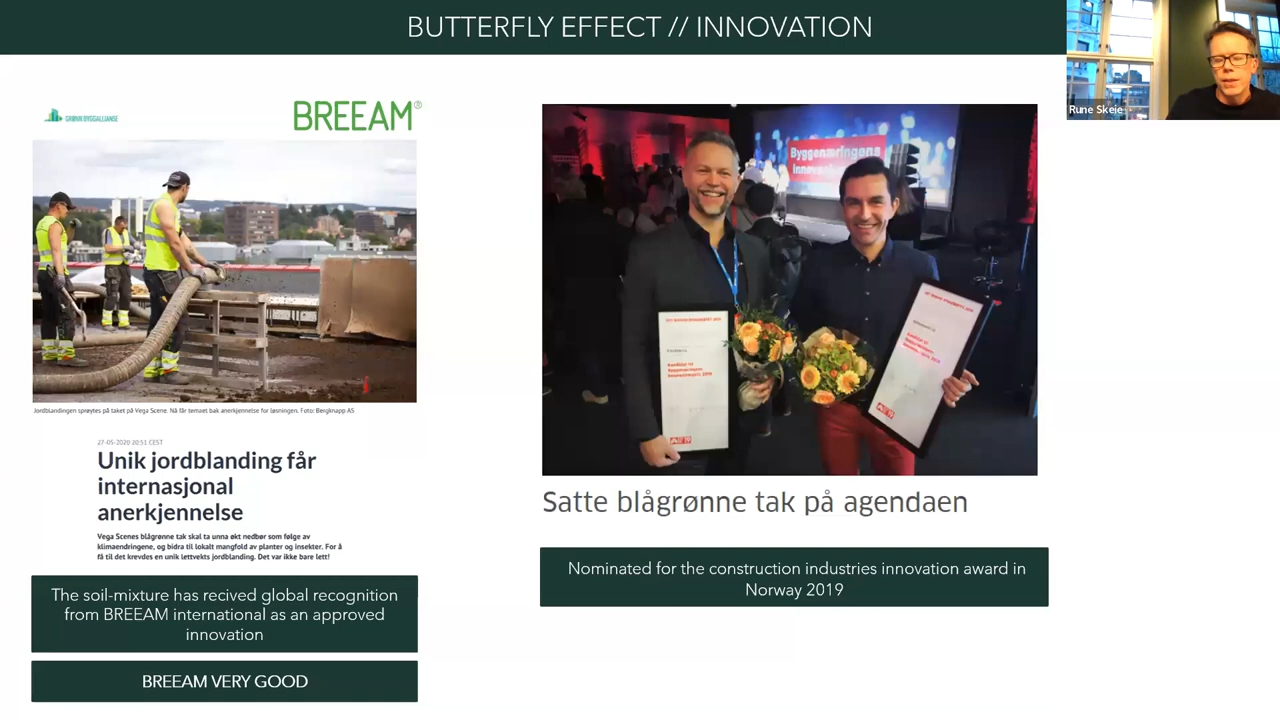 BUTTERFLY EFFECT // INNOVATION
Rune Skeie
GRØNN BYGGALLIANSE
BREEAM®
Jordblandingen sprøytes på taket på Vega Scene. Nå får temaet bak anerkjennelse for løsningen. Foto: Bergknapp AS
27-05-2020 20:51 CEST
Unik jordblanding får
internasjonal
anerkjennelse
Vega Scenes blågrønne tak skal ta unna økt nedbør som følge av
klimaendringene, og bidra til lokalt mangfold av planter og insekter. For å
få til det krevdes en unik lettvekts jordblanding. Det var ikke bare lett!
The soil-mixture has recived global recognition
from BREEAM international as an approved
innovation
BREEAM VERY GOOD
Byggenæringens
Satte blågrønne tak på agendaen
Nominated for the construction industries innovation award in
Norway 2019